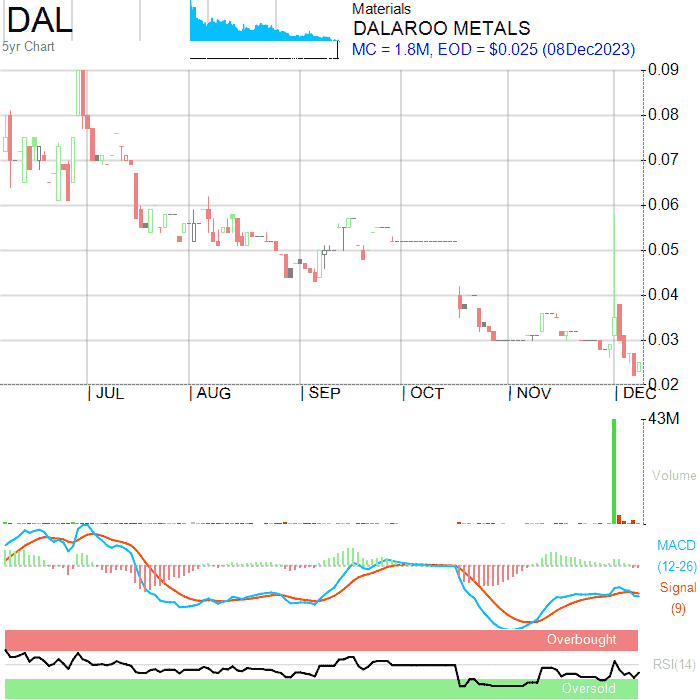 DAL
5yr Chart
Materials
DALAROO METALS
MC = 1.8M, EOD = $0.025 (08Dec2023)
0.09
0.08
0.07
0.06
0.05
0.04
0.03
0.02
JUL AUG SEP OCT NOV DEC
43M
Volume
MACD
(12-26)
Signal
(9)
Overbought
RSI(14)
Oversold